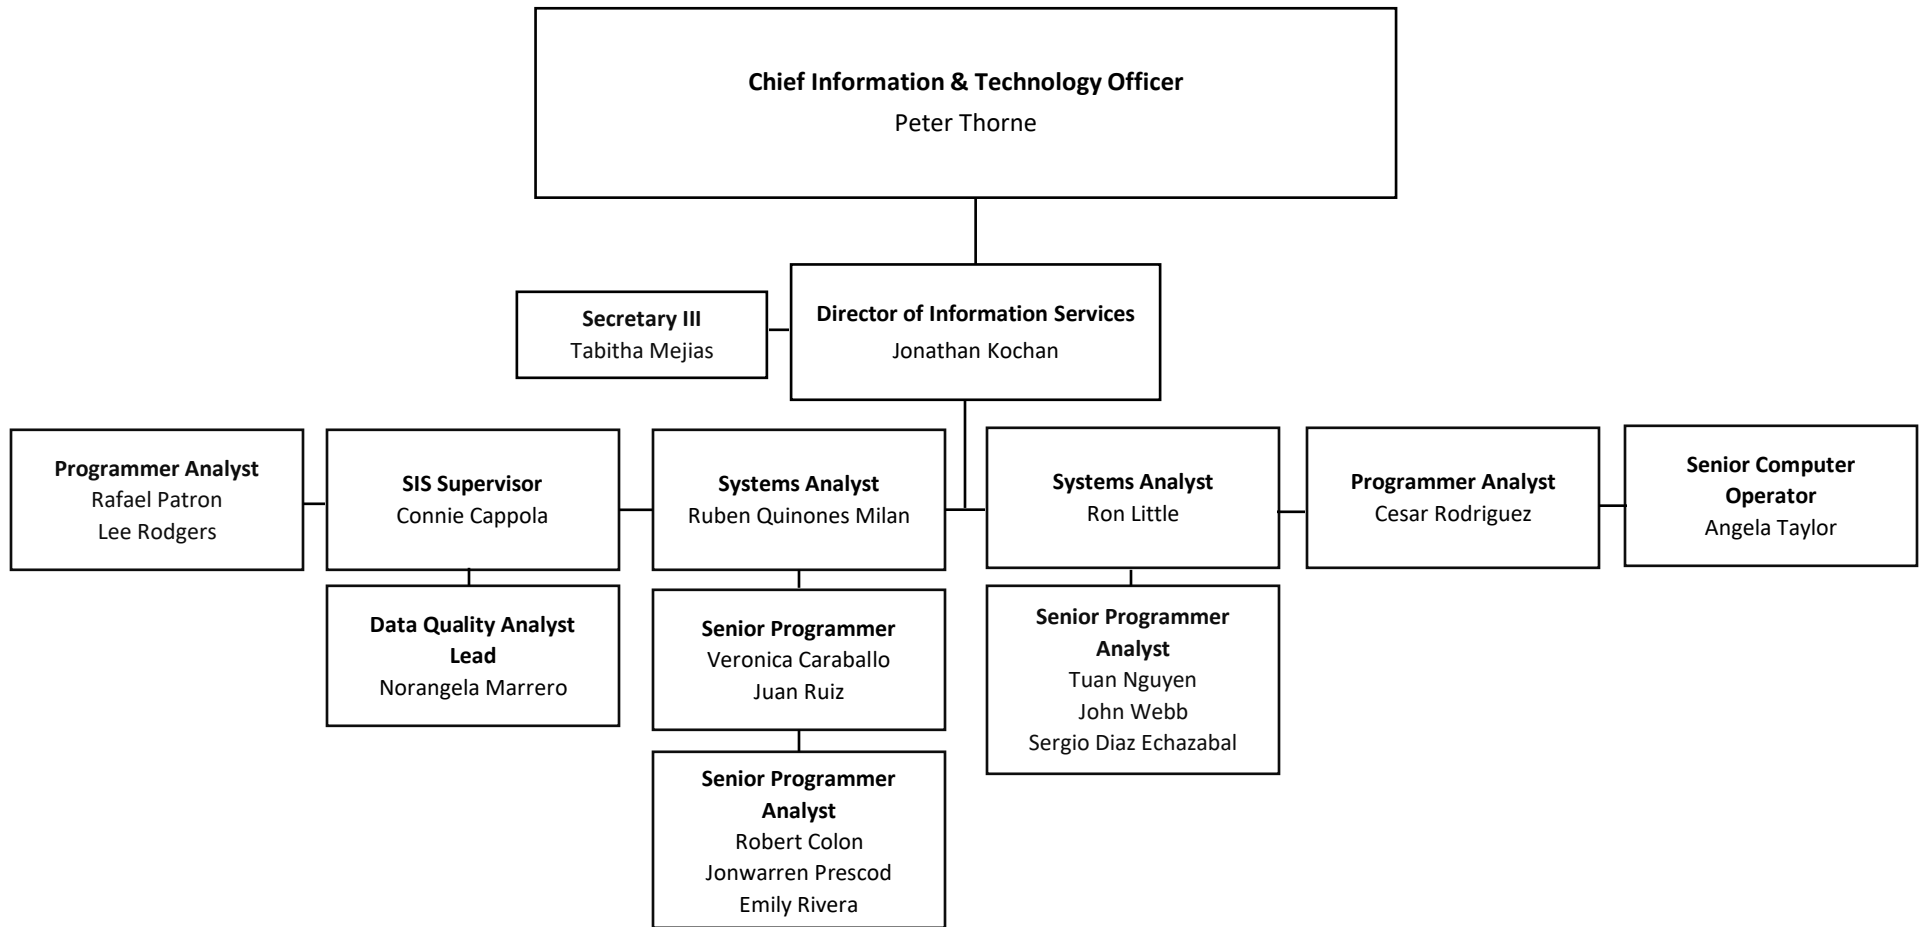 Chief Information & Technology Officer
Peter Thorne
Secretary III
Tabitha Mejias
Director of Information Services
Jonathan Kochan
Programmer Analyst
Rafael Patron
Lee Rodgers
SIS Supervisor
Connie Cappola
Systems Analyst
Ruben Quinones Milan
Systems Analyst
Ron Little
Programmer Analyst
Cesar Rodriguez
Senior Computer
Operator
Angela Taylor
Data Quality Analyst
Lead
Norangela Marrero
Senior Programmer
Veronica Caraballo
Juan Ruiz
Senior Programmer
Analyst
Tuan Nguyen
John Webb
Sergio Diaz Echazabal
Senior Programmer
Analyst
Robert Colon
Jonwarren Prescod
Emily Rivera